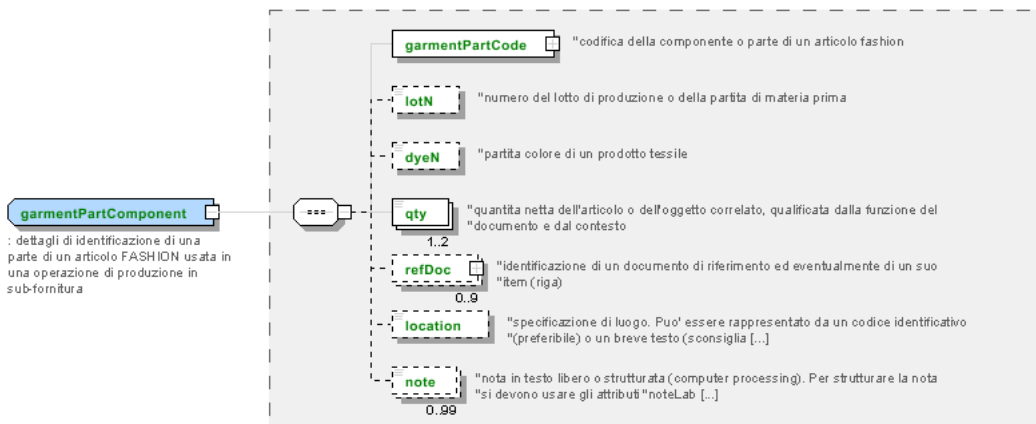 garmentPartCode
"codifica della componente o parte di un articolo fashion
lotN
"numero del lotto di produzione o della partita di materia prima
dyeN
"partita colore di un prodotto tessile
garmentPartComponent
: dettagli di identificazione di una
parte di un articolo FASHION usata in
una operazione di produzione in
sub-fornitura
qty
"quantita netta dell'articolo o dell'oggetto correlato, qualificata dalla funzione del
"documento e dal contesto
1..2
refDoc
"identificazione di un documento di riferimento ed eventualmente di un suo
"item (riga)
0..9
location
"specificazione di luogo. Puo' essere rappresentato da un codice identificativo
"(preferibile) o un breve testo (sconsiglia [...]
note
"nota in testo libero o strutturata (computer processing). Per strutturare la nota
"si devono usare gli attributi "noteLab [...]
0..99